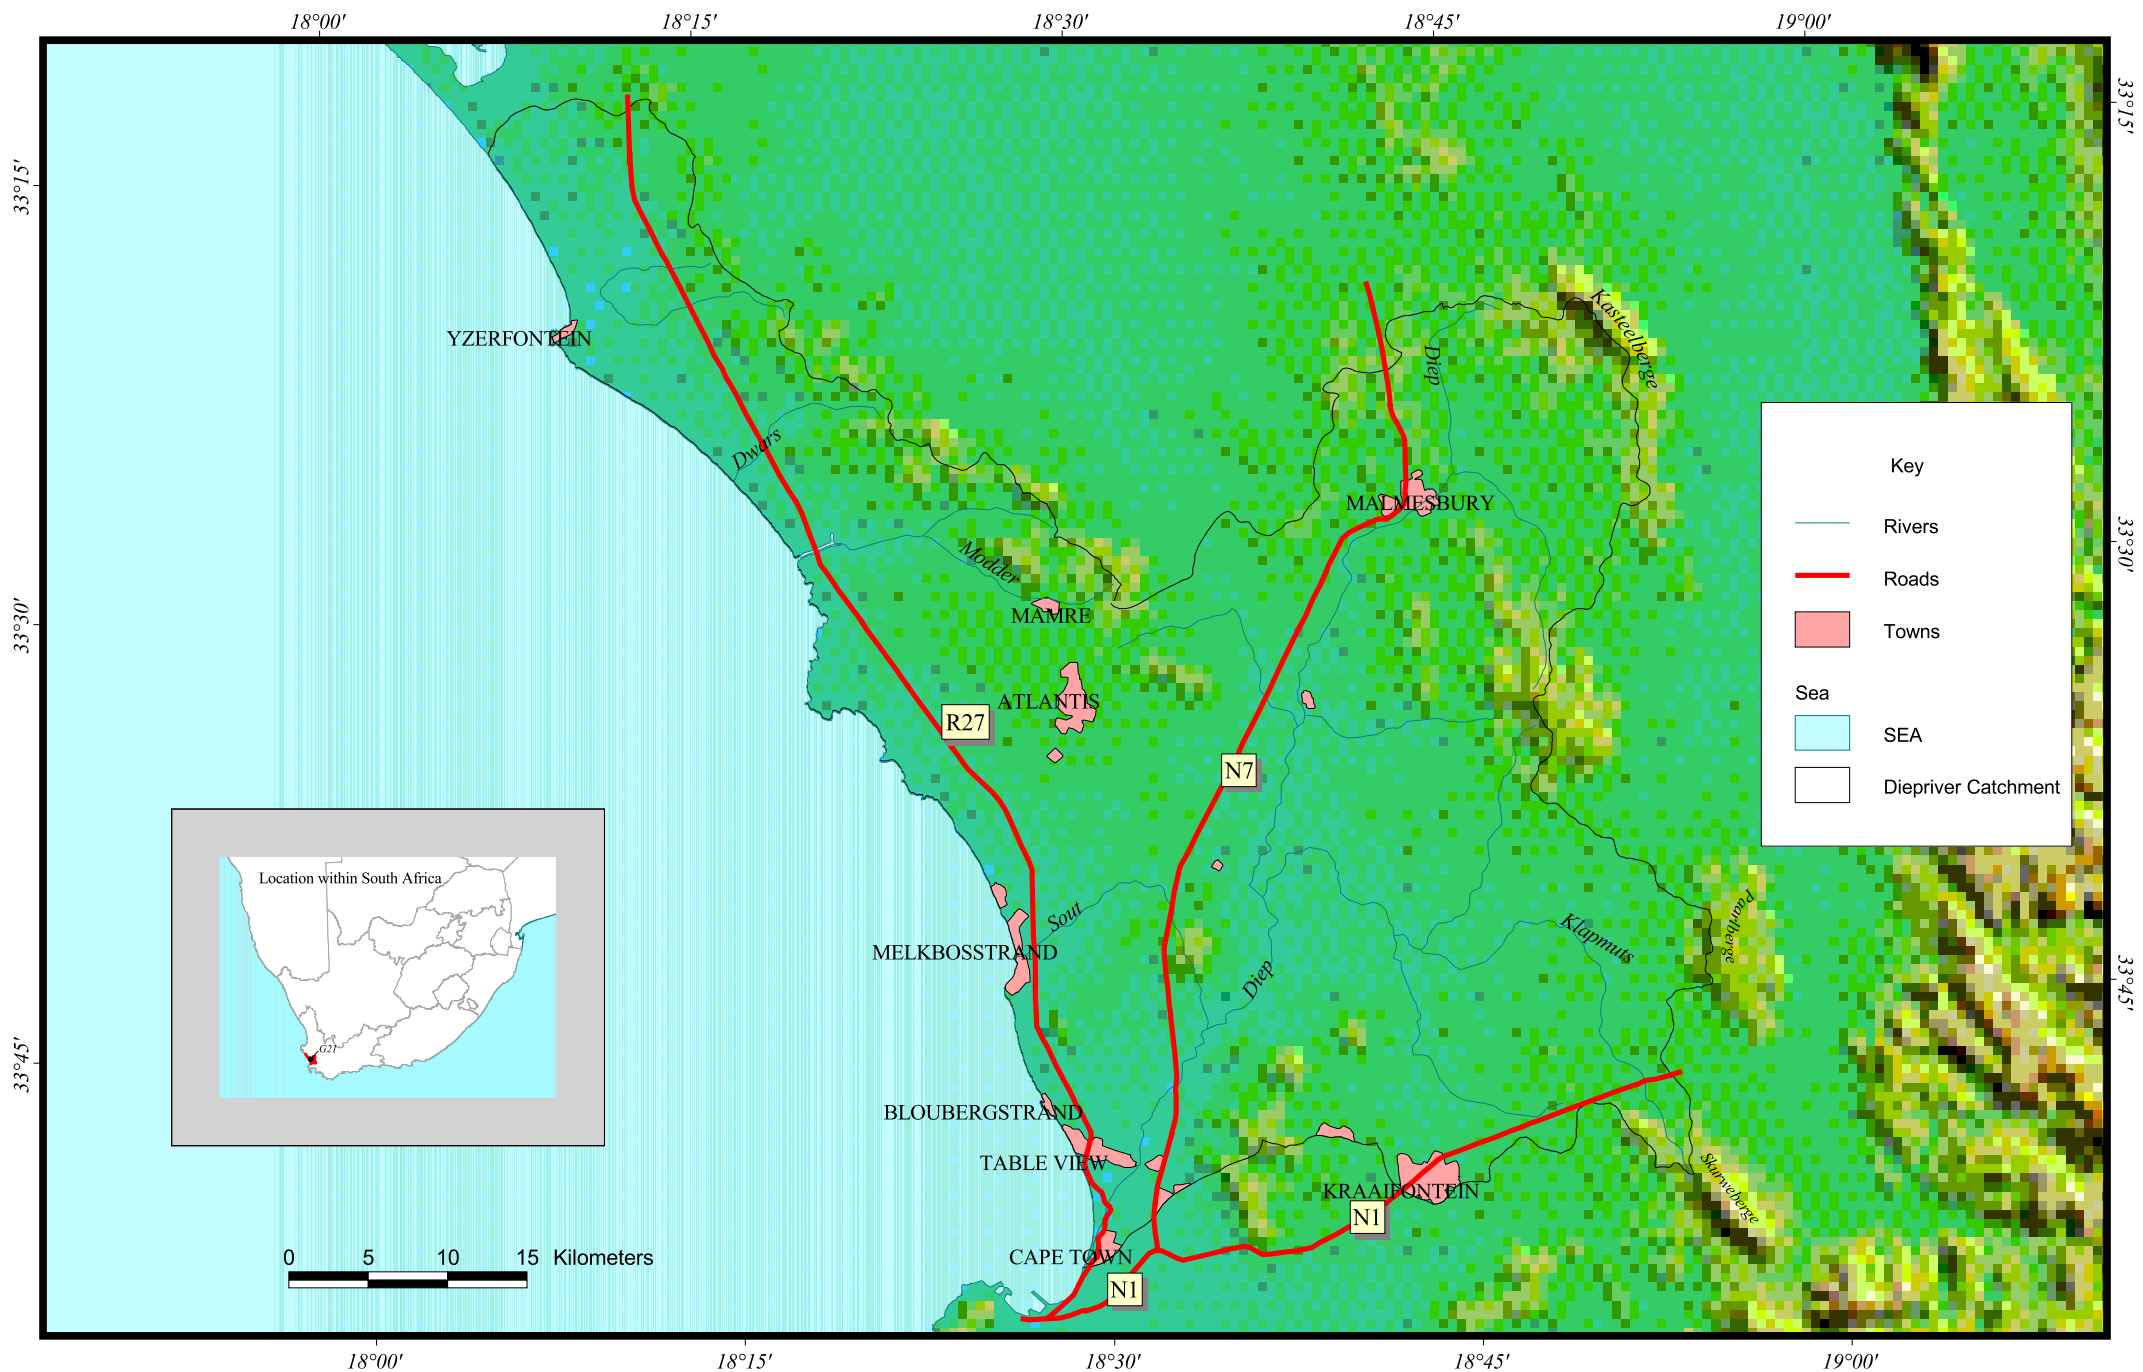 18°00' 18°15' 18°30' 18°45' 19°00'
33°15'
33°15'
Kasteelberge
YZERFONTEIN
Diep
Dwars
MALMESBURY
Key
Rivers
Roads
Towns
Sea
SEA
Diepriver Catchment
33°30'
33°30'
Modder
MAMRE
ATLANTIS
R27
N7
Location within South Africa
G21
Sout
MELKBOSSTRAND
Diep
Klapmuts
Paarlberge
33°45'
33°45'
BLOUBERGSTRAND
TABLE VIEW
KRAAIFONTEIN
Skurweberge
N1
CAPE TOWN
N1
0 5 10 15 Kilometers
18°00' 18°15' 18°30' 18°45' 19°00'